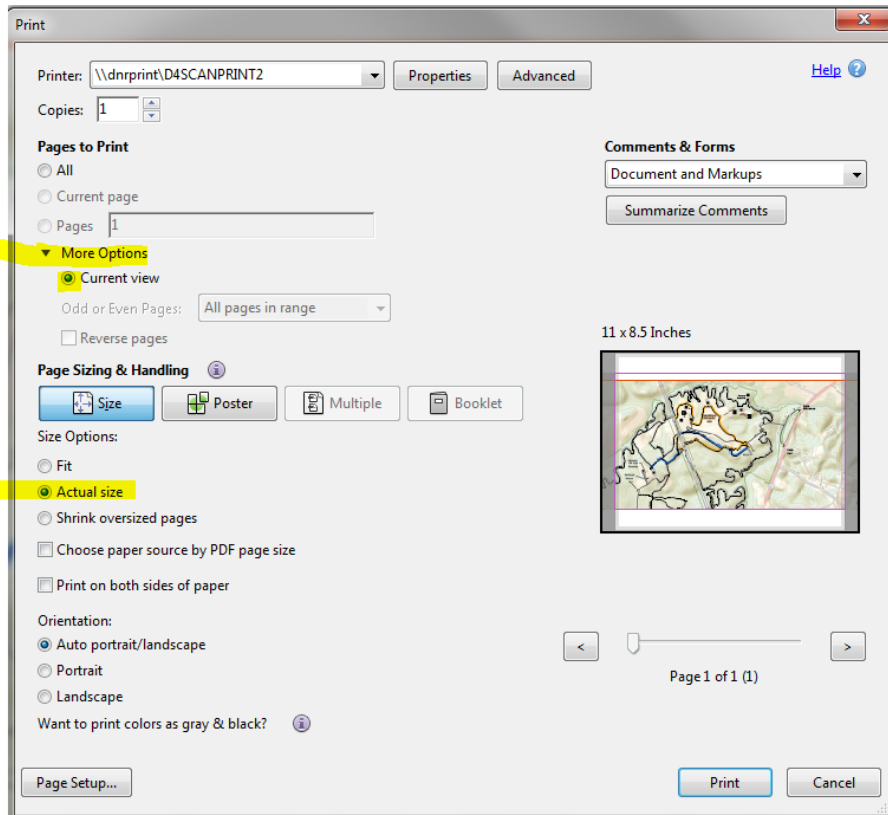 Print
Printer: \\dnrprint\D4SCANPRINT2 Properties Advanced Help
Copies: 1
Pages to Print
All
Current page
Pages 1
More Options
Current view
Odd or Even Pages: All pages in range
Reverse pages
Comments & Forms
Document and Markups
Summarize Comments
11 x 8.5 Inches
Page Sizing & Handling
Size Poster Multiple Booklet
Size Options:
Fit
Actual size
Shrink oversized pages
Choose paper source by PDF page size
Print on both sides of paper
Orientation:
Auto portrait/landscape
Portrait
Landscape
Want to print colors as gray & black?
< >
Page 1 of 1 (1)
Page Setup... Print Cancel